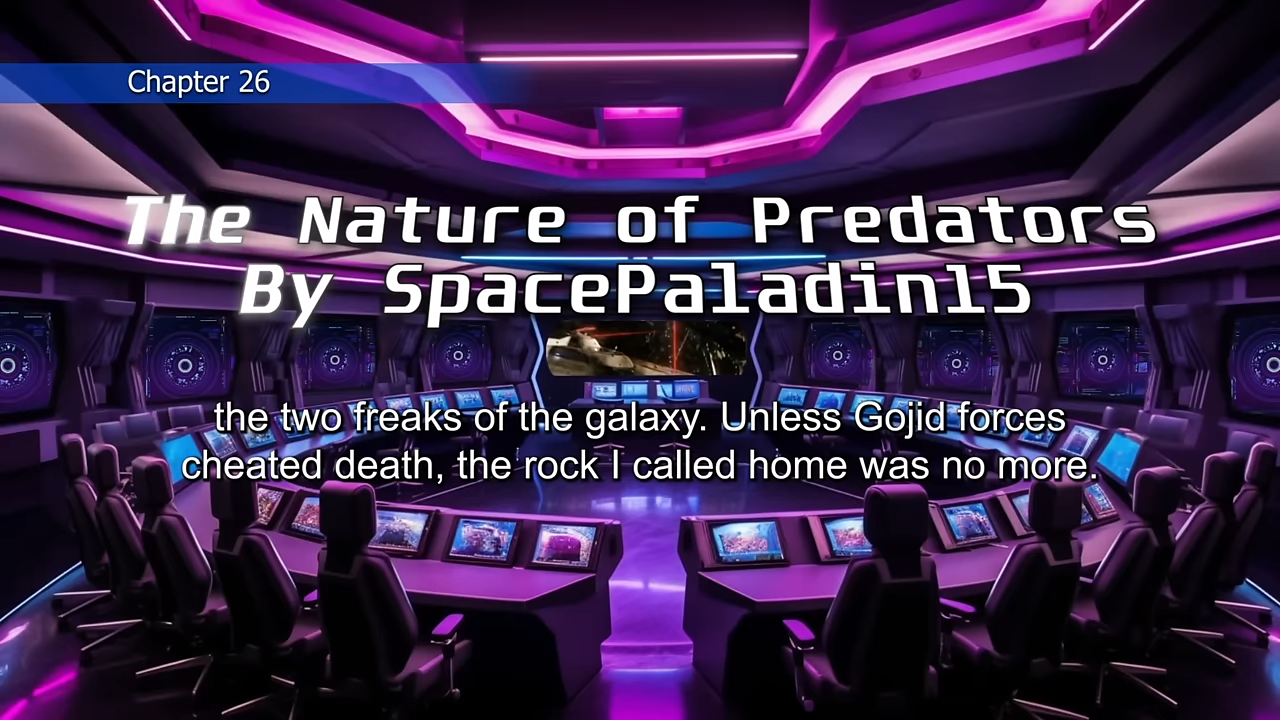 Chapter 26
The Nature of Predators
By SpacePaladin15
the two freaks of the galaxy. Unless Gojid forces
cheated death, the rock I called home was no more.